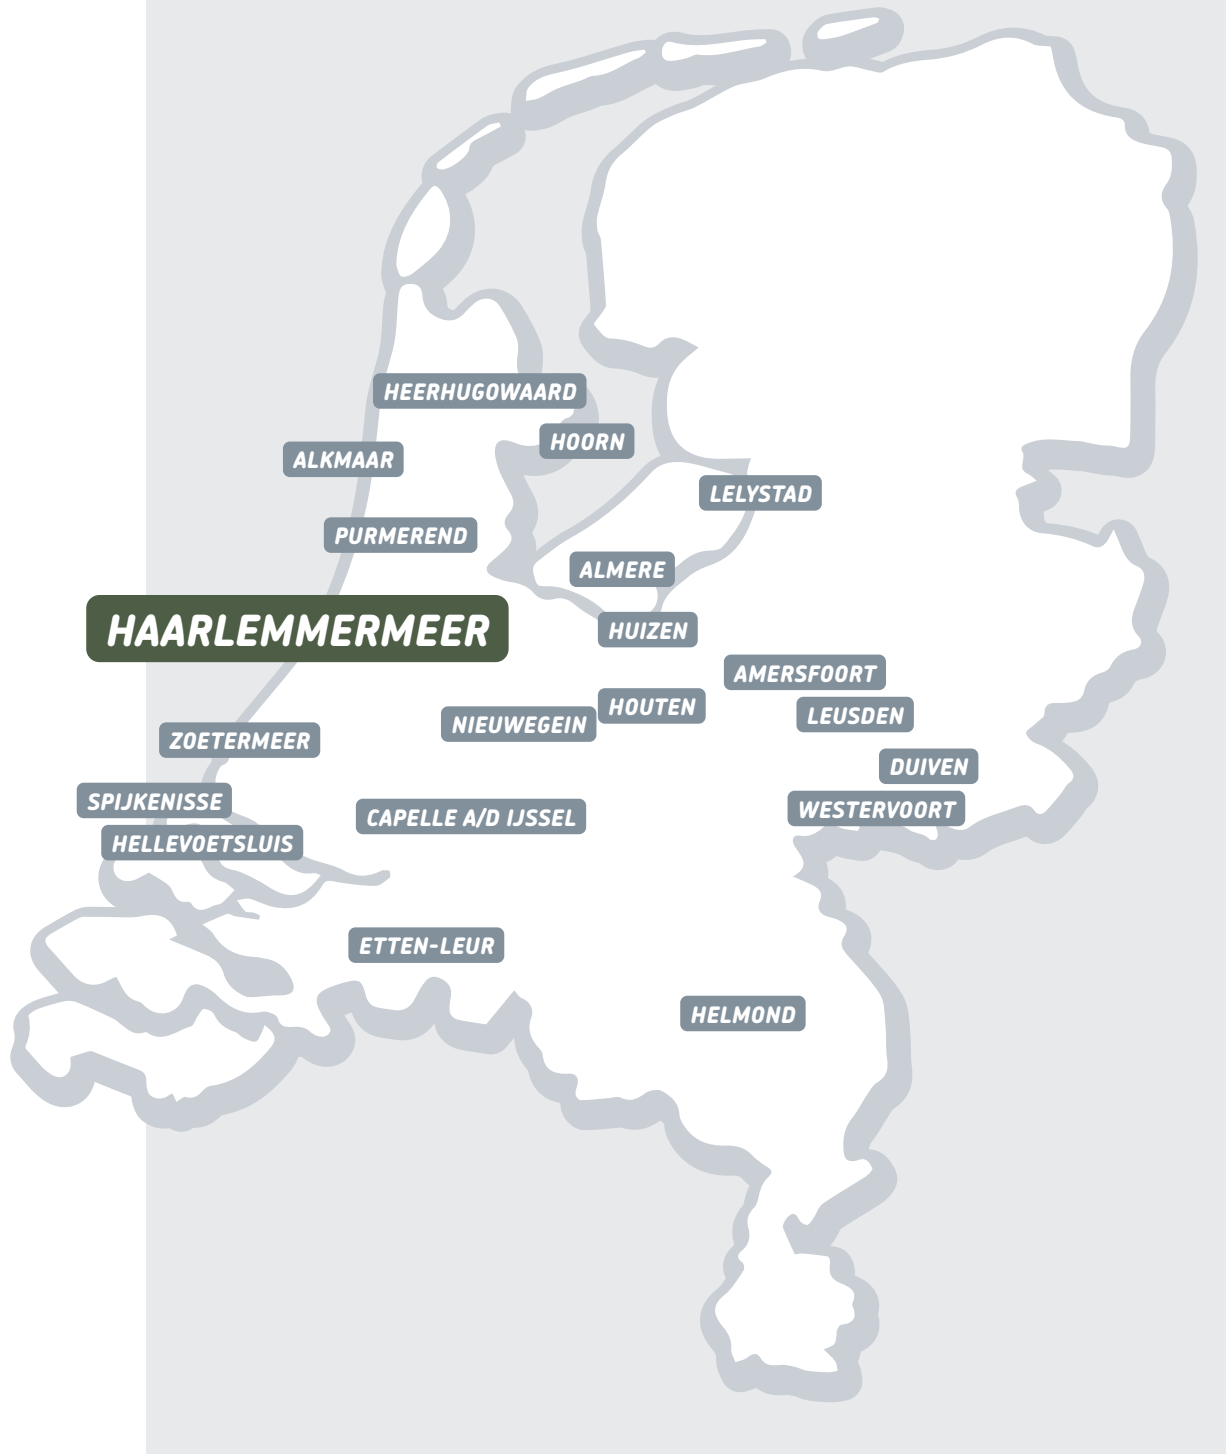 HEERHUGOWAARD
HOORN
ALKMAAR
LELYSTAD
PURMEREND
ALMERE
HAARLEMMERMEER
HUIZEN
AMERSFOORT
HOUTEN
LEUSDEN
NIEUWEGEIN
ZOETERMEER
DUIVEN
SPIJKENISSE
WESTERVOORT
CAPELLE A/D IJSSEL
HELLEVOETSLUIS
ETTEN-LEUR
HELMOND